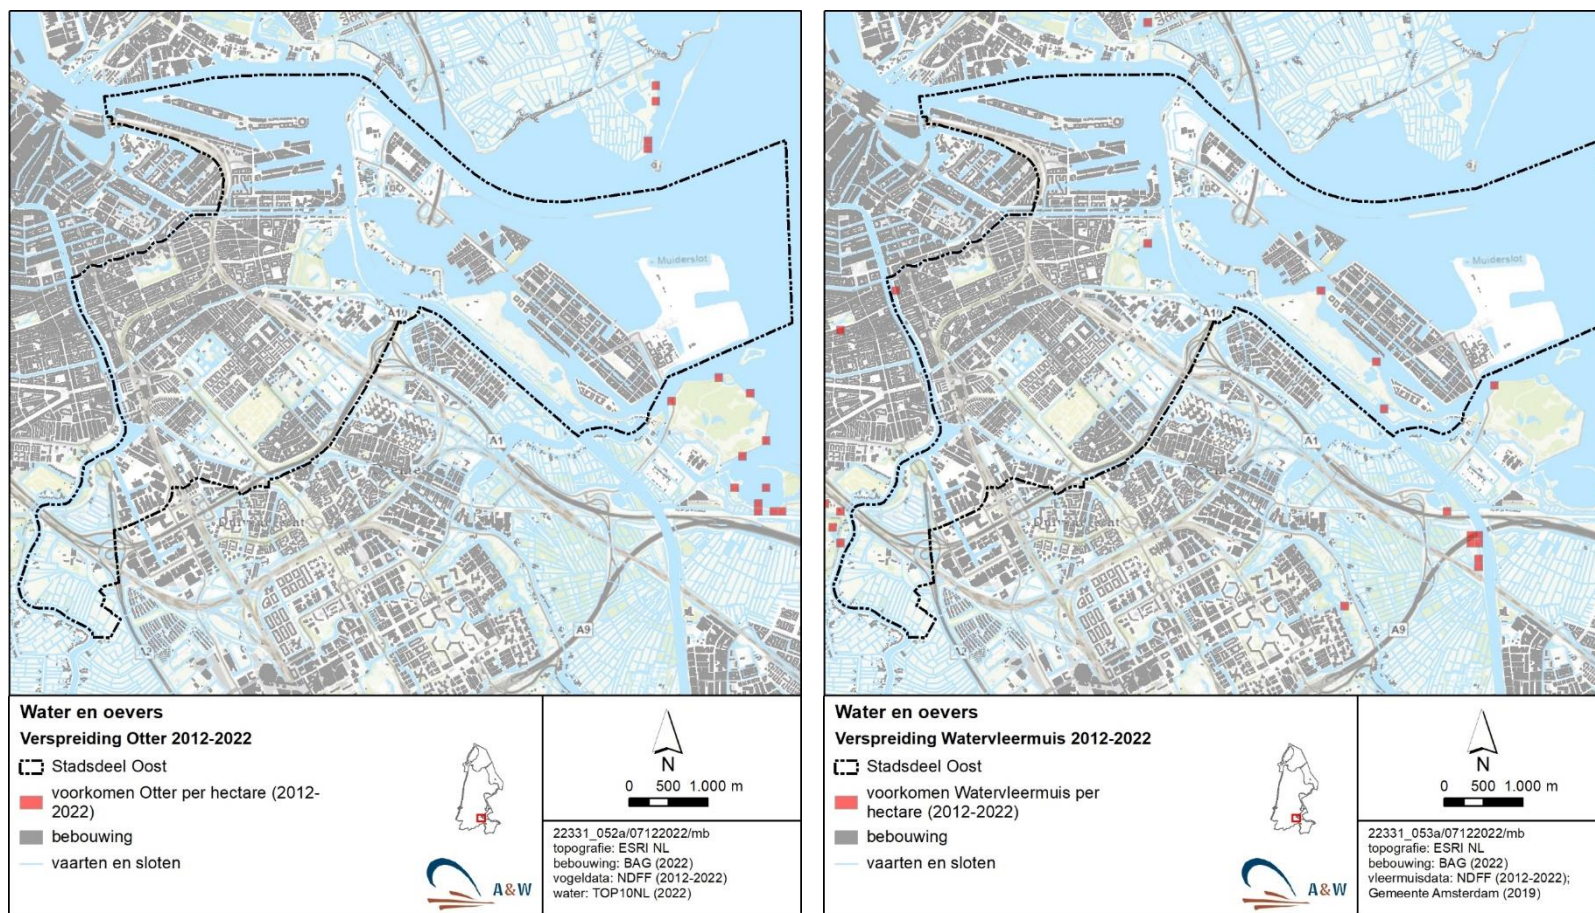 Muiderslot
A10
A1
A9
A2
Water en oevers
Verspreiding Otter 2012-2022
Stadsdeel Oost
voorkomen Otter per hectare (2012-
2022)
bebouwing
vaarten en sloten
A&W
N
0 500 1.000 m
22331_052a/07122022/mb
topografie: ESRI NL
bebouwing: BAG (2022)
vogeldata: NDFF (2012-2022)
water: TOP10NL (2022)
Muiderslot
A10
A1
A9
A2
Water en oevers
Verspreiding Watervleermuis 2012-2022
Stadsdeel Oost
voorkomen Watervleermuis per
hectare (2012-2022)
bebouwing
vaarten en sloten
A&W
N
0 500 1.000 m
22331_053a/07122022/mb
topografie: ESRI NL
bebouwing: BAG (2022)
vleermuisdata: NDFF (2012-2022);
Gemeente Amsterdam (2019)